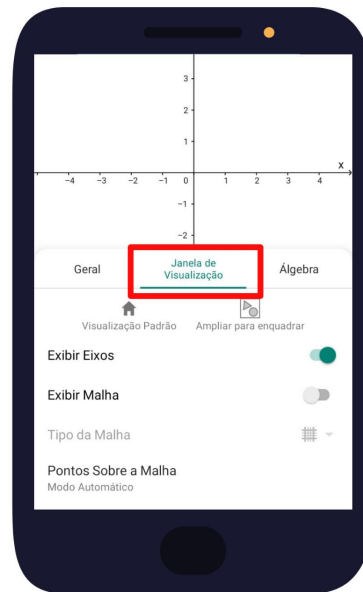 3
2
1
x
-4 -3 -2 -1 0 1 2 3 4
-1
-2
Geral
Janela de
Visualização
Álgebra
Visualização Padrão
Ampliar para enquadrar
Exibir Eixos
Exibir Malha
Tipo da Malha
Pontos Sobre a Malha
Modo Automático